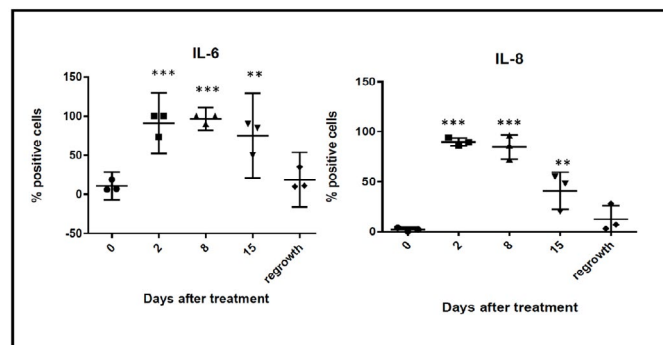 IL-6
% positive cells
150
100
50
0
-50
***
***
**
0
2
8
15
regrowth
Days after treatment
IL-8
% positive cells
150
100
50
0
***
***
**
0
2
8
15
regrowth
Days after treatment